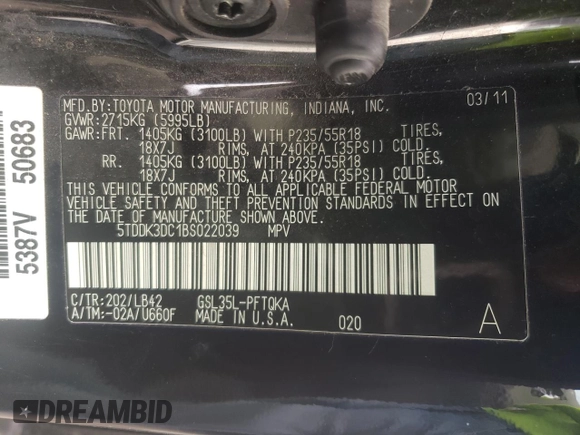 MFD.BY:TOYOTA MOTOR MANUFACTURING, INDIANA, INC. 03/11
GVWR:2715KG (5995LB)
GAWR:FRT. 1405KG (3100LB) WITH P235/55R18 TIRES,
18X7J RIMS, AT 240KPA (35PSI) COLD.
RR. 1405KG (3100LB) WITH P235/55R18 TIRES,
18X7J RIMS, AT 240KPA (35PSI) COLD.
THIS VEHICLE CONFORMS TO ALL APPLICABLE FEDERAL MOTOR
VEHICLE SAFETY AND THEFT PREVENTION STANDARDS IN EFFECT ON
THE DATE OF MANUFACTURE SHOWN ABOVE.
5TDDK3DC1BS022039 MPV
C/TR:202/LB42 GSL35L-PFTQKA
A/TM:-02A/U660F MADE IN U.S.A. 020 A
5387V 50683
DREAMBID